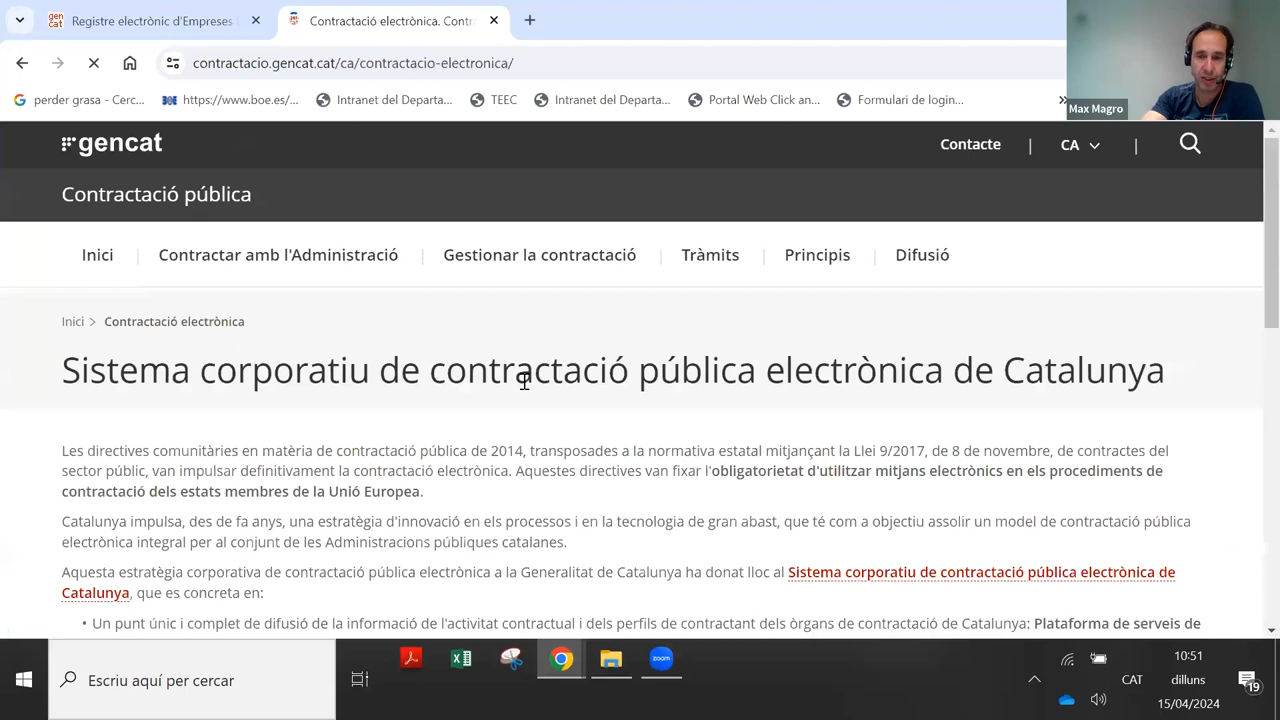 gen
cat
Registre electrònic d'Empreses
Contractació electrònica. Contr
contractacio.gencat.cat/ca/contractacio-electronica/
perder grasa - Cerc...
https://www.boe.es/...
Intranet del Departa...
TEEC
Intranet del Departa...
Portal Web Click an...
Formulari de login...
Max Magro
gencat
Contacte
CA
Contractació pública
Inici
Contractar amb l'Administració
Gestionar la contractació
Tràmits
Principis
Difusió
Inici > Contractació electrònica
Sistema corporatiu de contractació pública electrònica de Catalunya
Les directives comunitàries en matèria de contractació pública de 2014, transposades a la normativa estatal mitjançant la Llei 9/2017, de 8 de novembre, de contractes del
sector públic, van impulsar definitivament la contractació electrònica. Aquestes directives van fixar l'obligatorietat d'utilitzar mitjans electrònics en els procediments de
contractació dels estats membres de la Unió Europea.
Catalunya impulsa, des de fa anys, una estratègia d'innovació en els processos i en la tecnologia de gran abast, que té com a objectiu assolir un model de contractació pública
electrònica integral per al conjunt de les Administracions públiques catalanes.
Aquesta estratègia corporativa de contractació pública electrònica a la Generalitat de Catalunya ha donat lloc al Sistema corporatiu de contractació pública electrònica de
Catalunya, que es concreta en:
• Un punt únic i complet de difusió de la informació de l'activitat contractual i dels perfils de contractant dels òrgans de contractació de Catalunya: Plataforma de serveis de
Escriu aquí per cercar
zoom
CAT
10:51
dilluns
15/04/2024
19